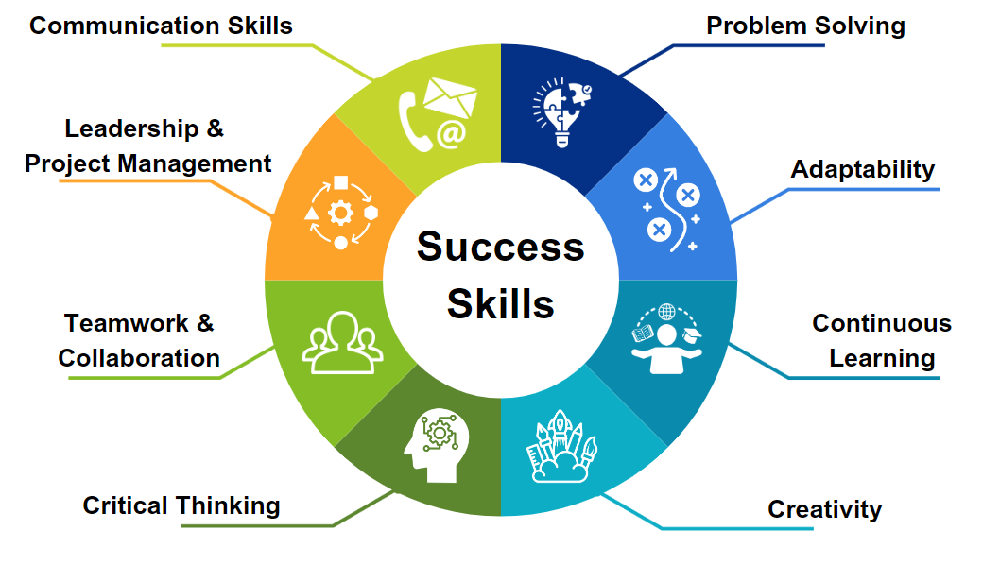 Communication Skills
Problem Solving
Leadership &
Project Management
Adaptability
Success
Skills
Teamwork &
Collaboration
Continuous
Learning
Critical Thinking
Creativity
@